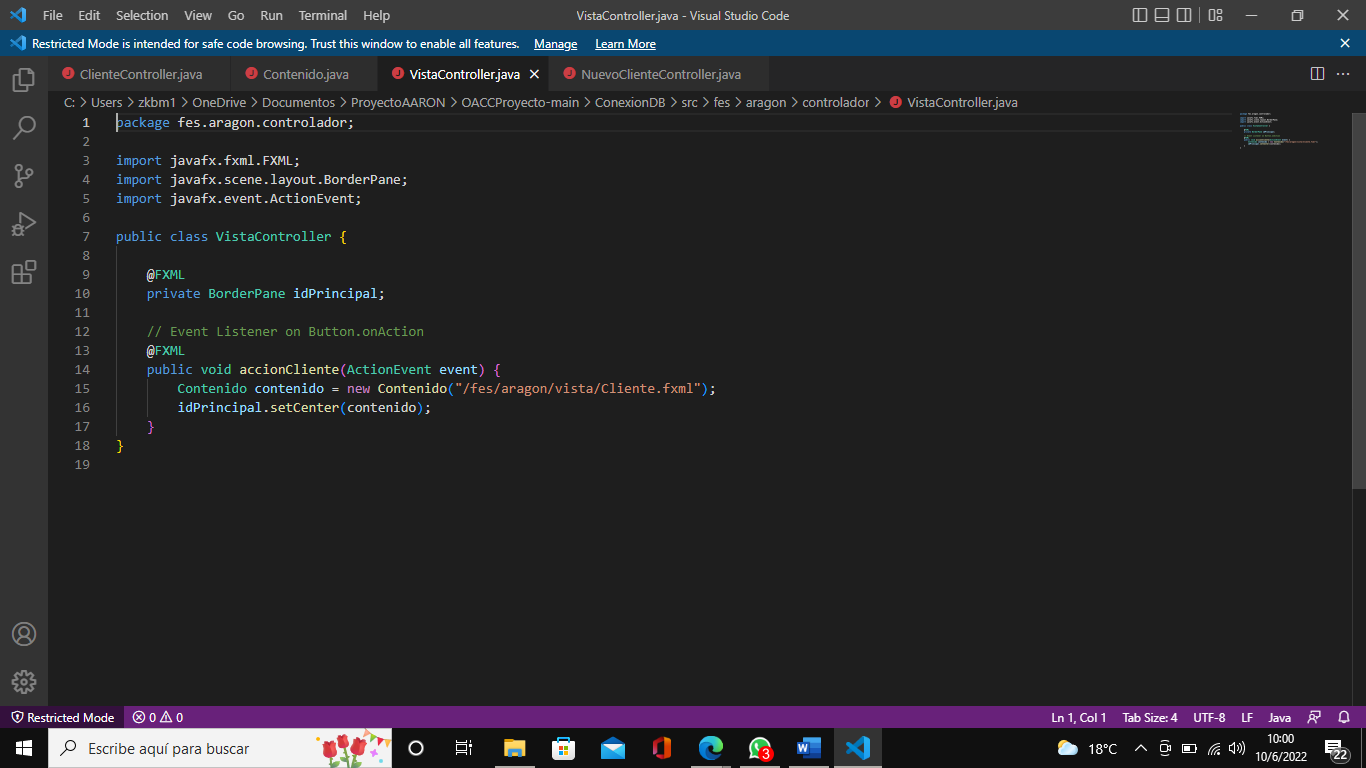 File Edit Selection View Go Run Terminal Help VistaController.java - Visual Studio Code
Restricted Mode is intended for safe code browsing. Trust this window to enable all features. Manage Learn More
ClienteController.java Contenido.java VistaController.java NuevoClienteController.java
C: > Users > zkbm1 > OneDrive > Documentos > ProyectoAARON > OACCProyecto-main > ConexionDB > src > fes > aragon > controlador > VistaController.java
1 package fes.aragon.controlador;
2
3 import javafx.fxml.FXML;
4 import javafx.scene.layout.BorderPane;
5 import javafx.event.ActionEvent;
6
7 public class VistaController {
8
9 @FXML
10 private BorderPane idPrincipal;
11
12 // Event Listener on Button.onAction
13 @FXML
14 public void accionCliente(ActionEvent event) {
15 Contenido contenido = new Contenido("/fes/aragon/vista/Cliente.fxml");
16 idPrincipal.setCenter(contenido);
17 }
18 }
19
Restricted Mode 0 0 Ln 1, Col 1 Tab Size: 4 UTF-8 LF Java
Escribe aquí para buscar 3 18°C 10:00
10/6/2022 22